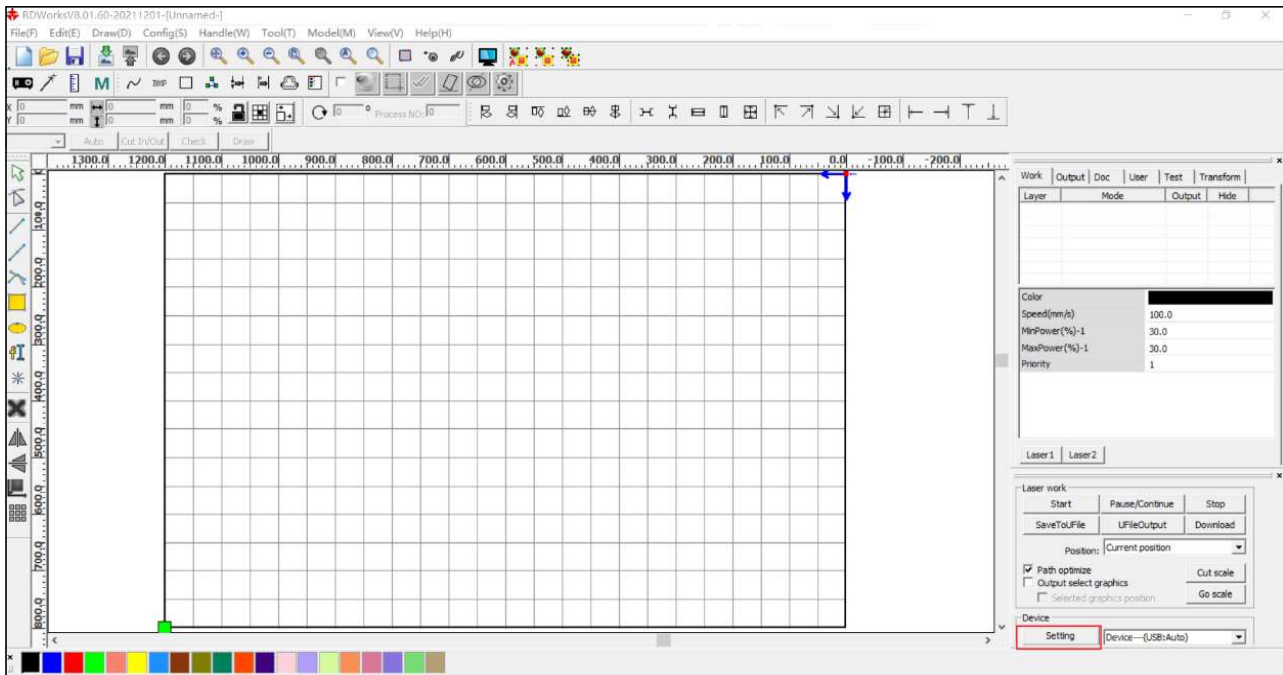 RDWorksV8.01.60-20211201-[Unnamed-]
File(F) Edit(E) Draw(D) Config(S) Handle(W) Tool(T) Model(M) View(V) Help(H)
M
X 0 mm 0 mm 0 % 0 ° Process NO: 0
Y 0 mm 0 mm 0 %
Auto Cut In/Out Check Draw
1300.0 1200.0 1100.0 1000.0 900.0 800.0 700.0 600.0 500.0 400.0 300.0 200.0 100.0 0.0 -100.0 -200.0
100.0
200.0
300.0
400.0
500.0
600.0
700.0
800.0
Work Output Doc User Test Transform
Layer Mode Output Hide
Color
Speed(mm/s) 100.0
MinPower(%)-1 30.0
MaxPower(%)-1 30.0
Priority 1
Laser1 Laser2
Laser work
Start Pause/Continue Stop
SaveToUFile UFileOutput Download
Position: Current position
Path optimize
Output select graphics
Cut scale
Selected graphics position
Go scale
Device
Setting Device---(USB:Auto)